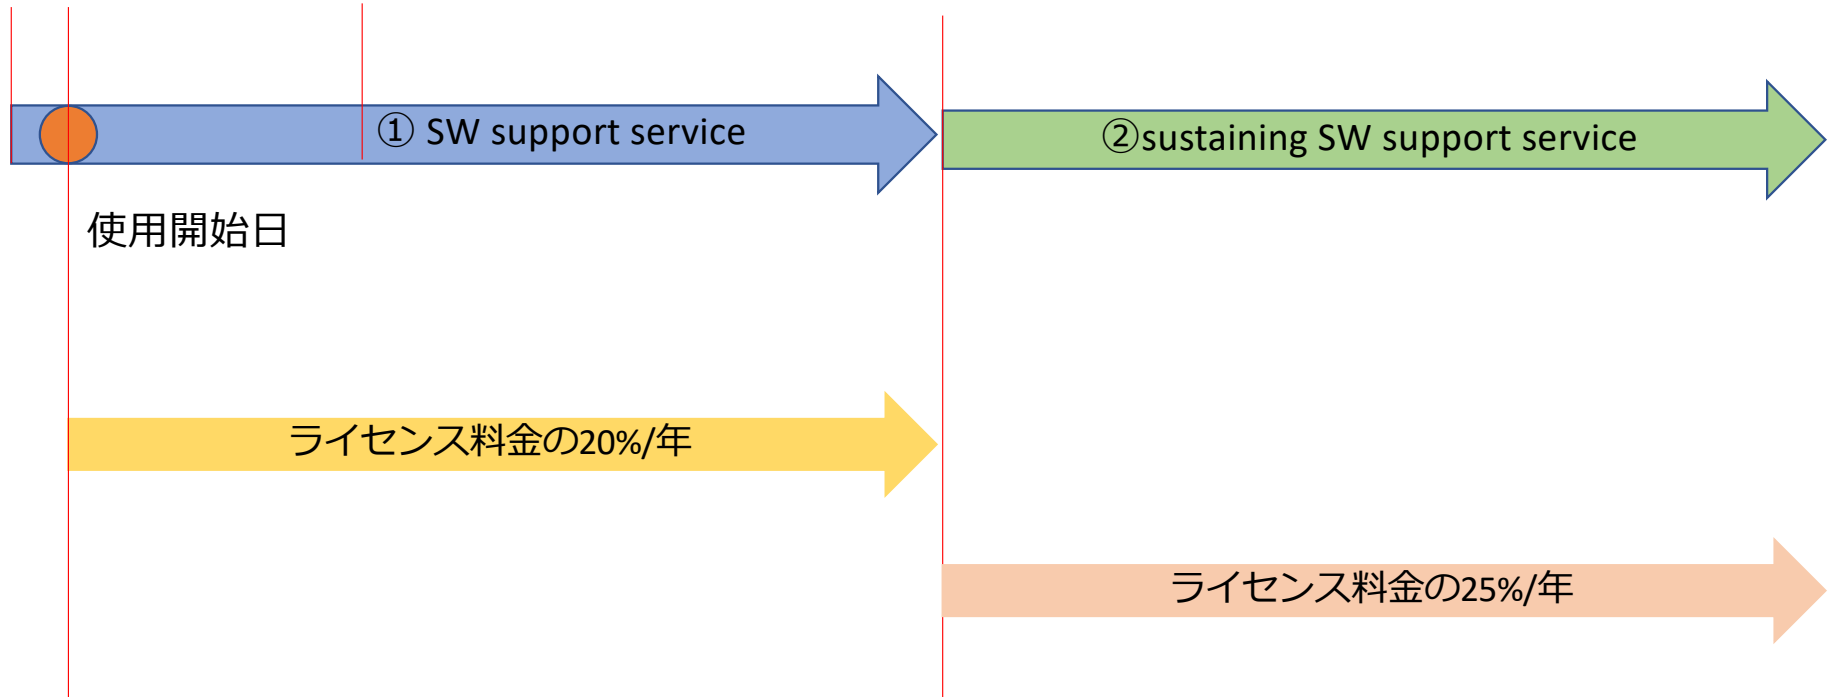 ① SW support service
②sustaining SW support service
使用開始日
ライセンス料金の20%/年
ライセンス料金の25%/年